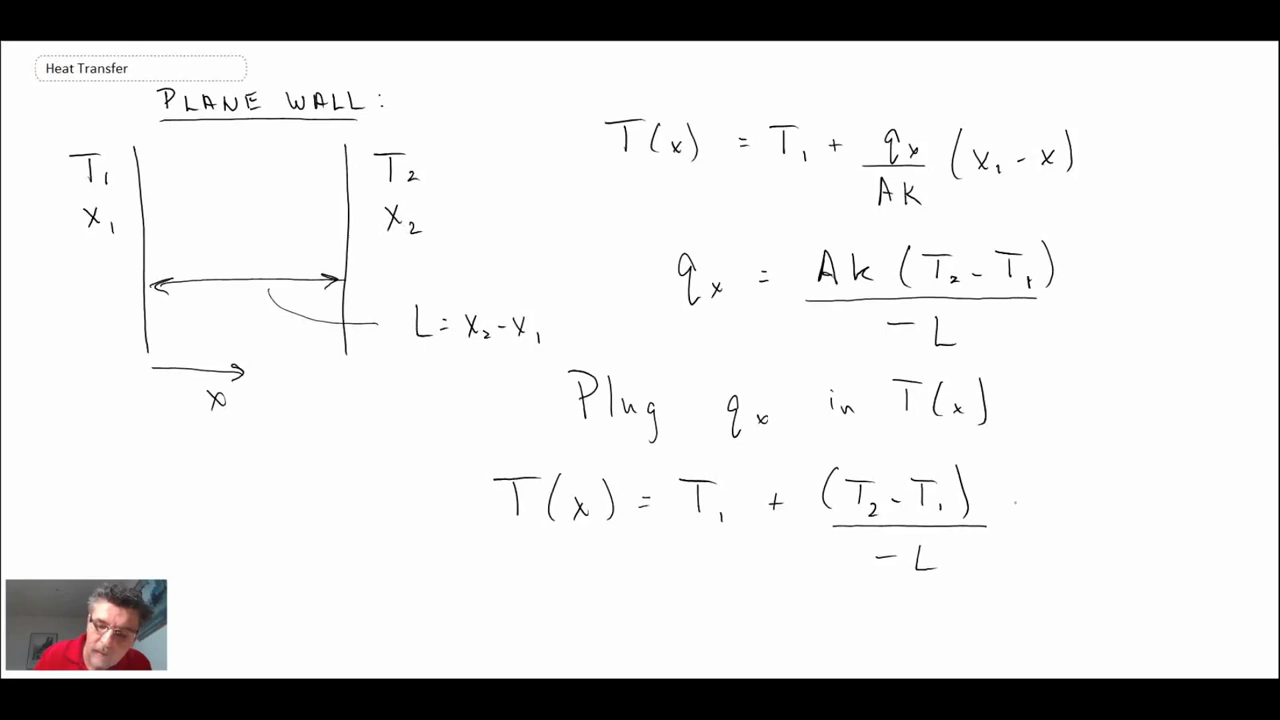 Heat Transfer
PLANE WALL:
T₁
x₁
T₂
x₂
L = x₂ - x₁
x
T(x) = T₁ + qₓ/Ak (x₁ - x)
qₓ = Ak (T₂ - T₁)/-L
Plug qₓ in T(x)
T(x) = T₁ + (T₂ - T₁)/-L